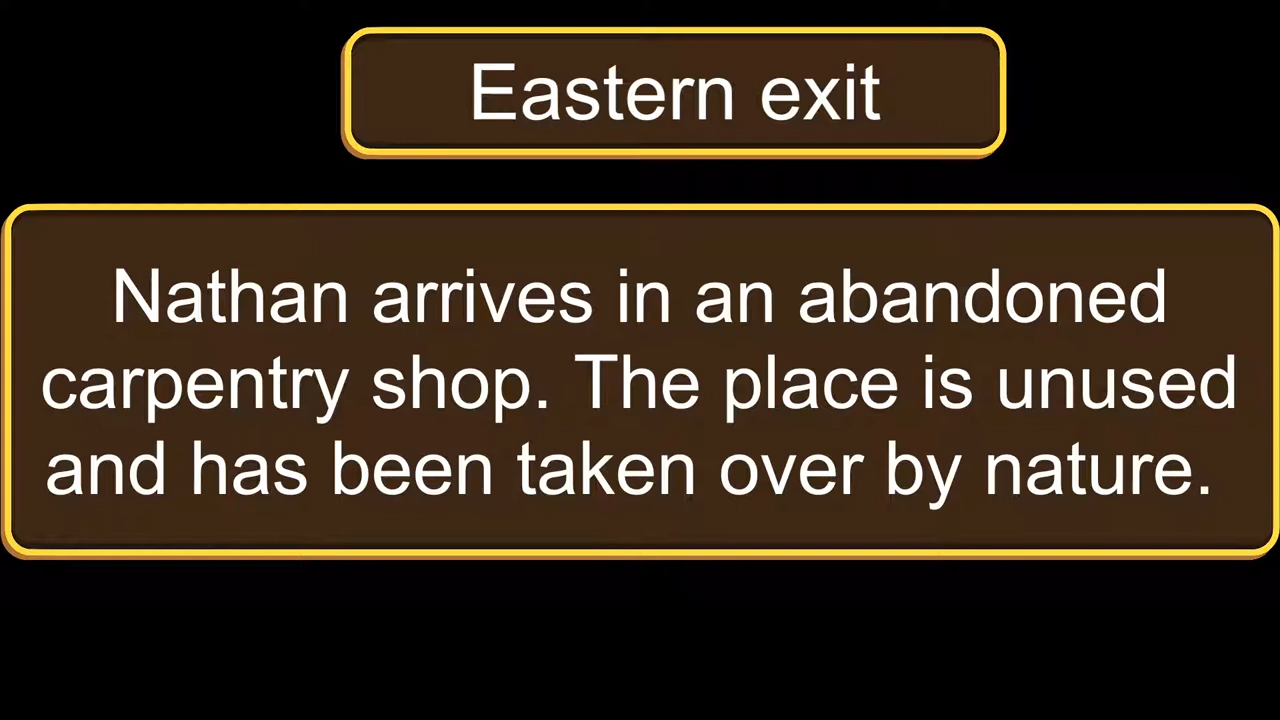 Eastern exit
Nathan arrives in an abandoned
carpentry shop. The place is unused
and has been taken over by nature.